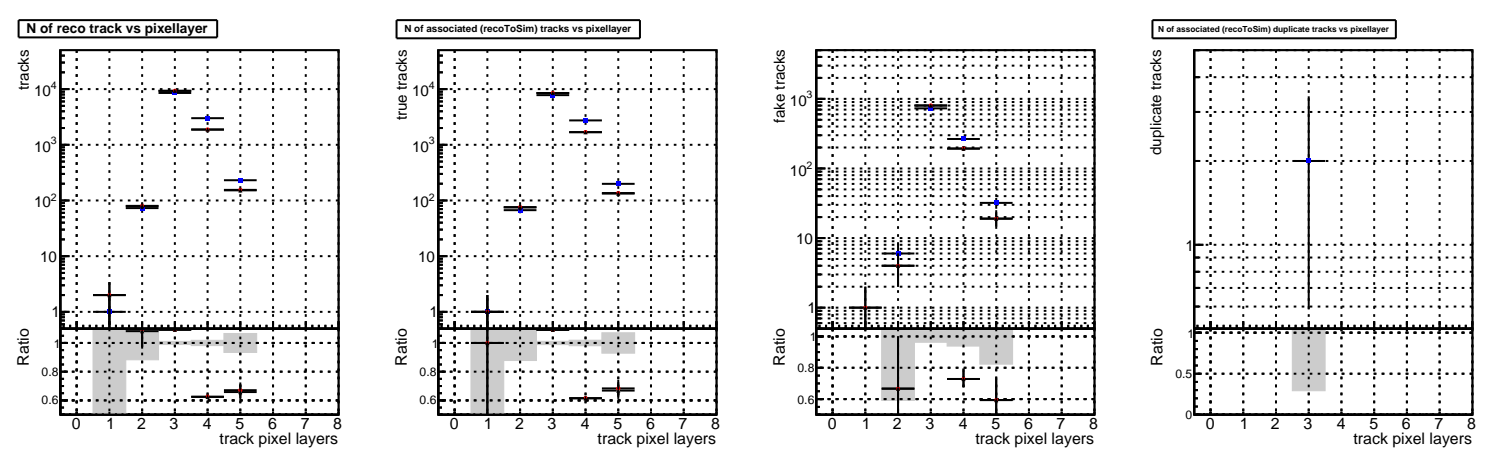 N of reco track vs pixellayer
tracks
10^4
10^3
10^2
10
1
Ratio
1
0.8
0.6
0 1 2 3 4 5 6 7 8
track pixel layers
N of associated (recoToSim) tracks vs pixellayer
true tracks
10^4
10^3
10^2
10
1
Ratio
1
0.8
0.6
0 1 2 3 4 5 6 7 8
track pixel layers
fake tracks
10^3
10^2
10
1
Ratio
1
0.8
0.6
0 1 2 3 4 5 6 7 8
track pixel layers
N of associated (recoToSim) duplicate tracks vs pixellayer
duplicate tracks
1
Ratio
1
0.5
0
0 1 2 3 4 5 6 7 8
track pixel layers